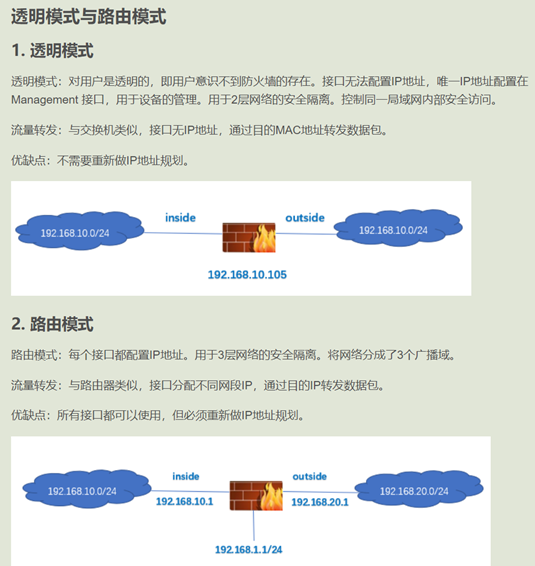 透明模式与路由模式
1. 透明模式
透明模式：对用户是透明的，即用户意识不到防火墙的存在。接口无法配置IP地址，唯一IP地址配置在
Management 接口，用于设备的管理。用于2层网络的安全隔离。控制同一局域网内部安全访问。
流量转发：与交换机类似，接口无IP地址，通过目的MAC地址转发数据包。
优缺点：不需要重新做IP地址规划。
inside
outside
192.168.10.0/24
192.168.10.0/24
192.168.10.105
2. 路由模式
路由模式：每个接口都配置IP地址。用于3层网络的安全隔离。将网络分成了3个广播域。
流量转发：与路由器类似，接口分配不同网段IP，通过目的IP转发数据包。
优缺点：所有接口都可以使用，但必须重新做IP地址规划。
inside
outside
192.168.10.0/24
192.168.10.1
192.168.20.1
192.168.20.0/24
192.168.1.1/24